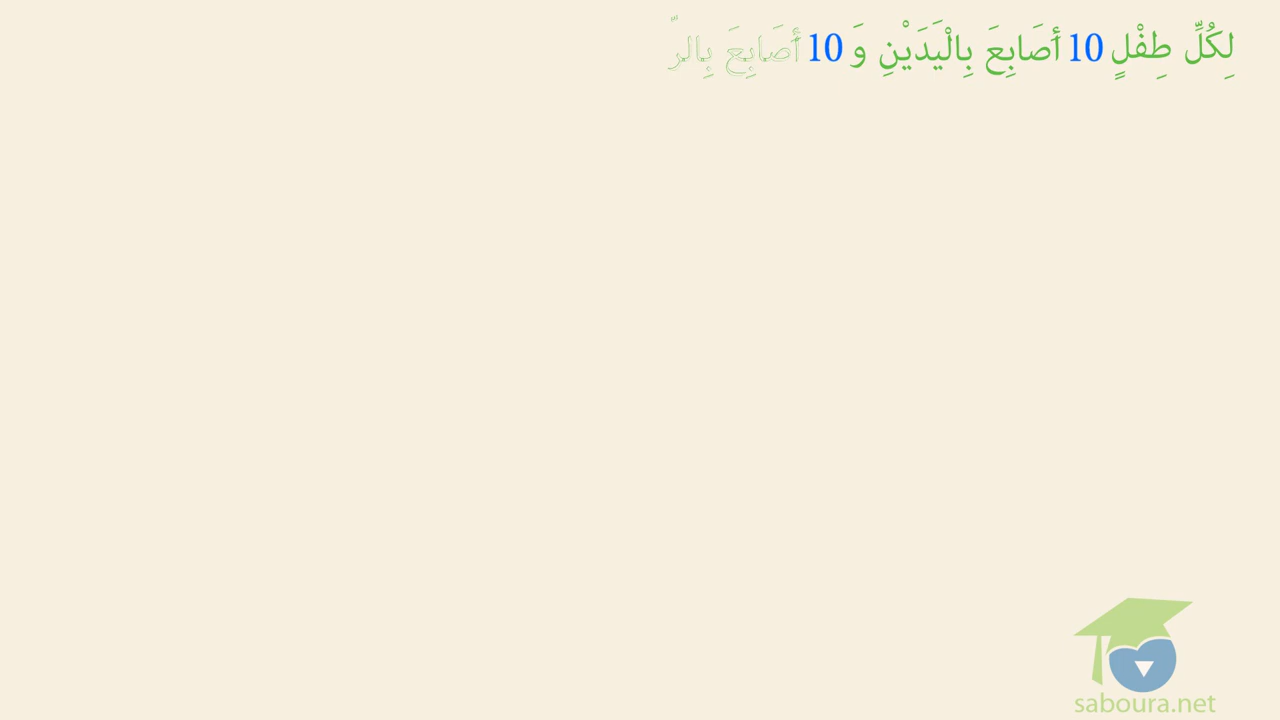 لِكُلِّ طِفْلٍ 10 أَصَابِعَ بِالْيَدَيْنِ وَ 10 أَصَابِعَ بِالرّ
saboura.net